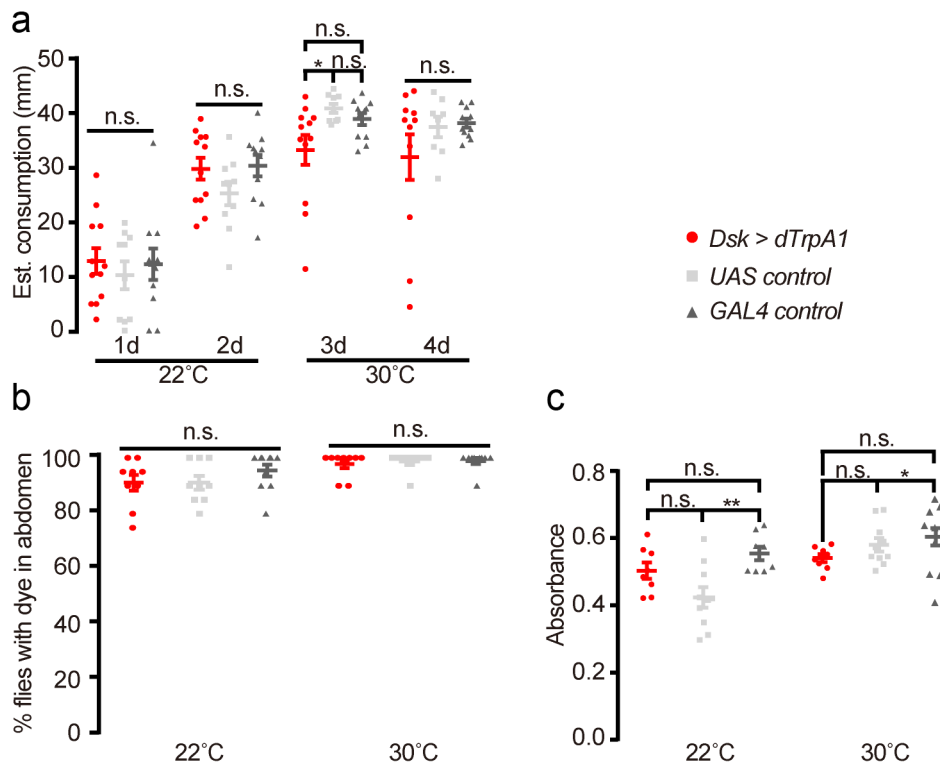 a
n.s.
* n.s.
n.s.
n.s.
n.s.
Est. consumption (mm)
50
40
30
20
10
0
1d 2d 3d 4d
22°C 30°C
Dsk > dTrpA1
UAS control
GAL4 control
b
n.s. n.s.
% flies with dye in abdomen
100
80
60
40
20
0
22°C 30°C
c
n.s.
n.s. *
n.s.
n.s. **
Absorbance
0.8
0.6
0.4
0.2
0.0
22°C 30°C